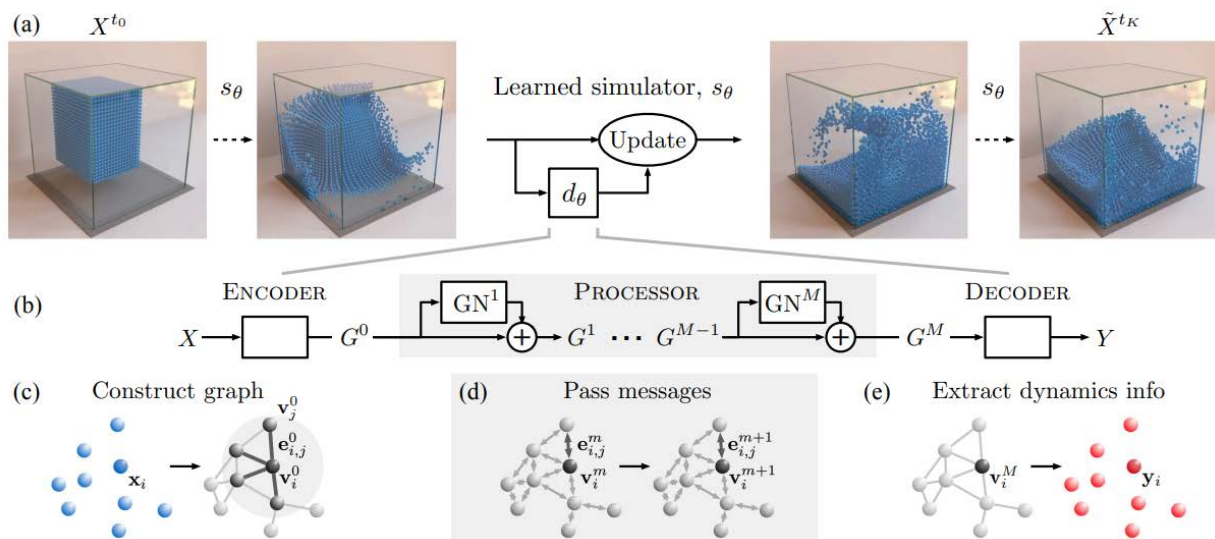 (a)
X^{t_0}
s_θ
Learned simulator, s_θ
Update
d_θ
s_θ
X̃^{t_K}
(b)
ENCODER
PROCESSOR
DECODER
X
G^0
GN^1
+
G^1
···
G^{M−1}
GN^M
+
G^M
Y
(c)
Construct graph
v_j^0
e_{i,j}^0
v_i^0
x_i
(d)
Pass messages
e_{i,j}^m
v_i^m
e_{i,j}^{m+1}
v_i^{m+1}
(e)
Extract dynamics info
v_i^M
y_i